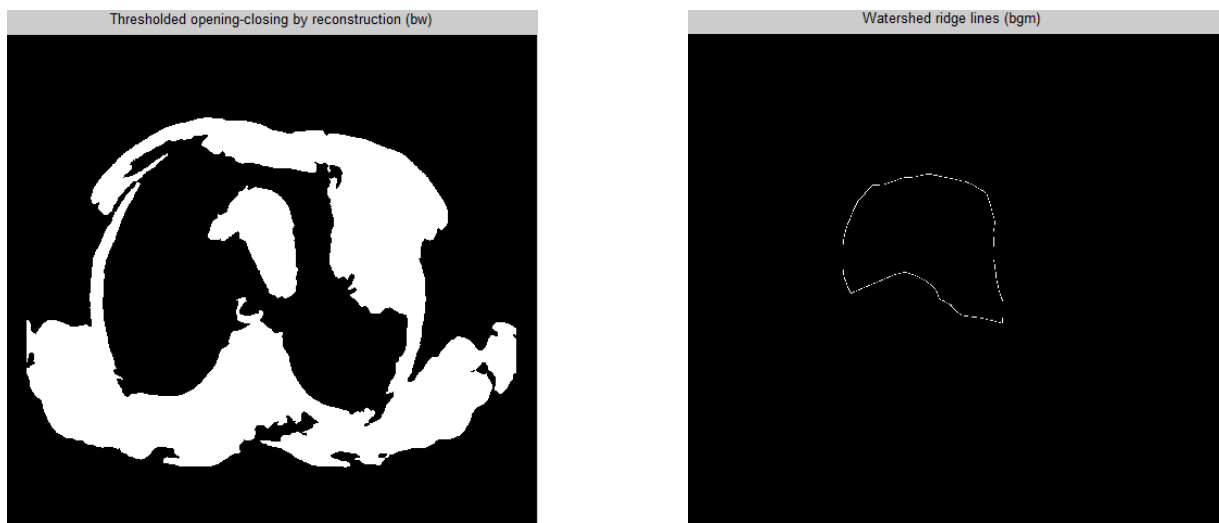 Thresholded opening-closing by reconstruction (bw)
Watershed ridge lines (bgm)